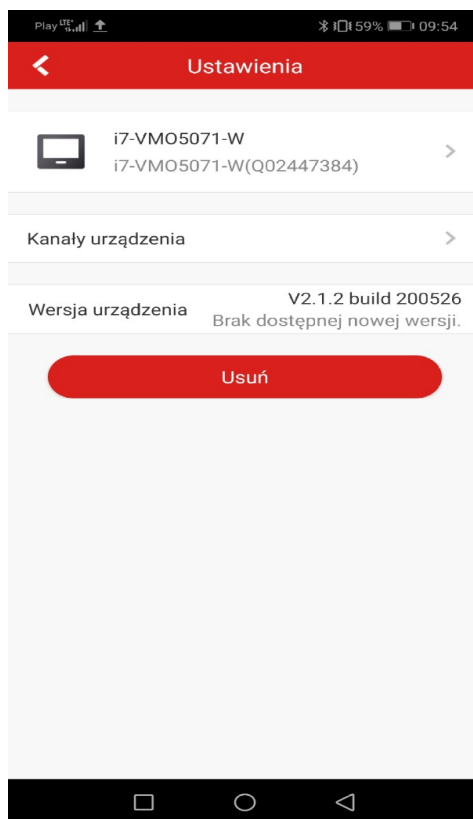 Play LTE+ 59% 09:54
Ustawienia
i7-VMO5071-W
i7-VMO5071-W(Q02447384)
Kanały urządzenia
Wersja urządzenia
V2.1.2 build 200526
Brak dostępnej nowej wersji.
Usuń